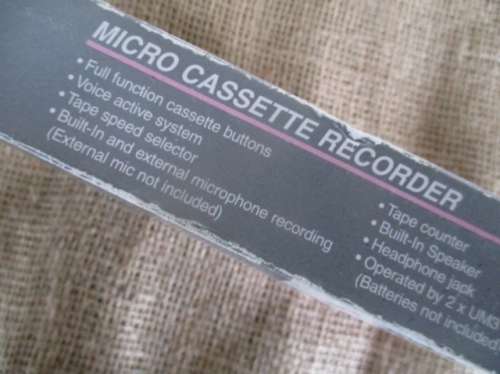 MICRO CASSETTE RECORDER
• Full function cassette buttons
• Voice active system
• Tape speed selector
• Built-In and external microphone recording
(External mic not included)
• Tape counter
• Built-In Speaker
• Headphone jack
• Operated by 2 x UM3
(Batteries not included